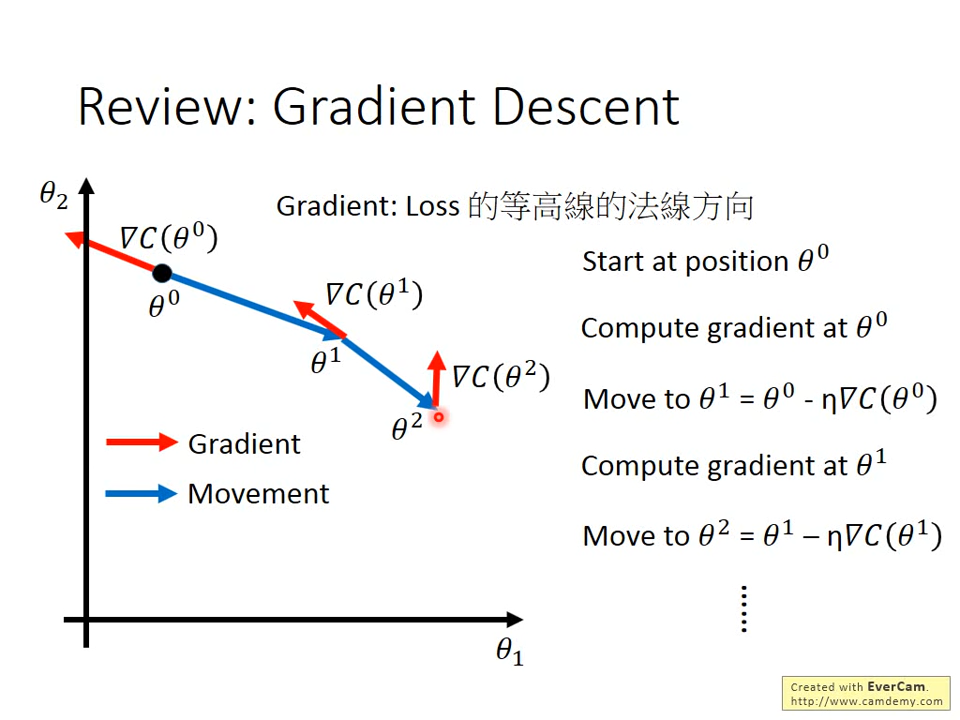 Review: Gradient Descent
θ₂
Gradient: Loss 的等高線的法線方向
∇C(θ⁰)
θ⁰
∇C(θ¹)
θ¹
∇C(θ²)
θ²
Gradient
Movement
θ₁
Start at position θ⁰
Compute gradient at θ⁰
Move to θ¹ = θ⁰ - η∇C(θ⁰)
Compute gradient at θ¹
Move to θ² = θ¹ – η∇C(θ¹)
......
Created with EverCam.
http://www.camdemy.com